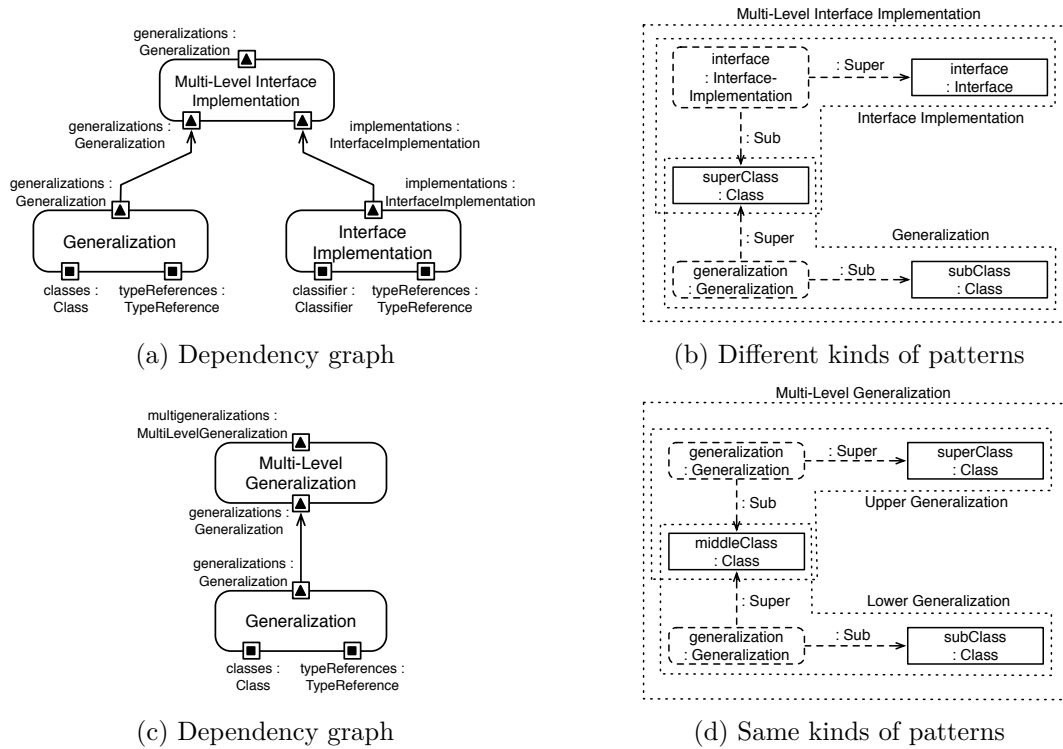 generalizations :
Generalization
Multi-Level Interface
Implementation
generalizations :
Generalization
implementations :
InterfaceImplementation
generalizations :
Generalization
implementations :
InterfaceImplementation
Generalization
Interface
Implementation
classes :
Class
typeReferences :
TypeReference
classifier :
Classifier
typeReferences :
TypeReference
(a) Dependency graph
Multi-Level Interface Implementation
interface
: Interface-
Implementation
: Super
interface
: Interface
Interface Implementation
: Sub
superClass
: Class
: Super
Generalization
generalization
: Generalization
: Sub
subClass
: Class
(b) Different kinds of patterns
multigeneralizations :
MultiLevelGeneralization
Multi-Level
Generalization
generalizations :
Generalization
generalizations :
Generalization
Generalization
classes :
Class
typeReferences :
TypeReference
(c) Dependency graph
Multi-Level Generalization
generalization
: Generalization
: Super
superClass
: Class
Upper Generalization
: Sub
middleClass
: Class
: Super
Lower Generalization
generalization
: Generalization
: Sub
subClass
: Class
(d) Same kinds of patterns